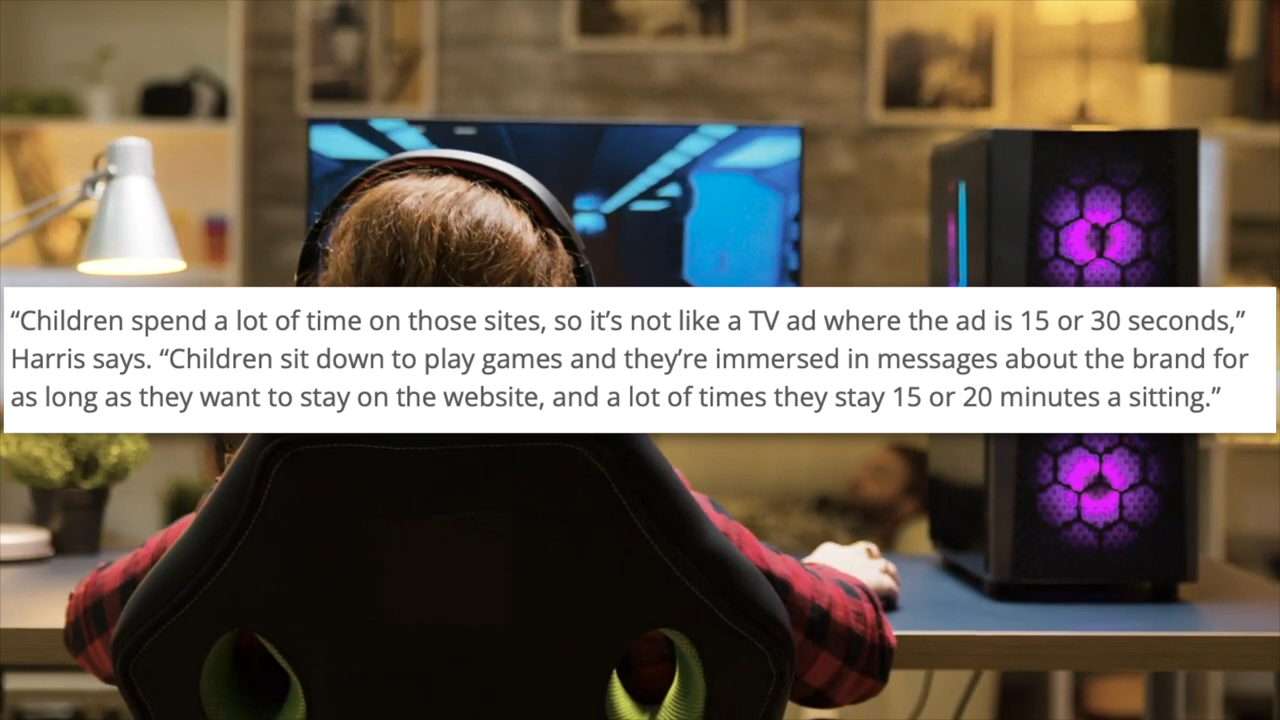 “Children spend a lot of time on those sites, so it’s not like a TV ad where the ad is 15 or 30 seconds,”
Harris says. “Children sit down to play games and they’re immersed in messages about the brand for
as long as they want to stay on the website, and a lot of times they stay 15 or 20 minutes a sitting.”